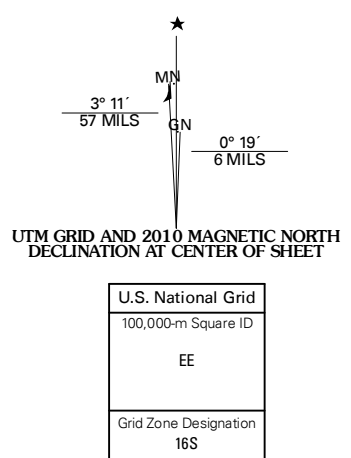 ★
MN
3° 11´
57 MILS
GN
0° 19´
6 MILS
UTM GRID AND 2010 MAGNETIC NORTH
DECLINATION AT CENTER OF SHEET
U.S. National Grid
100,000-m Square ID
EE
Grid Zone Designation
16S